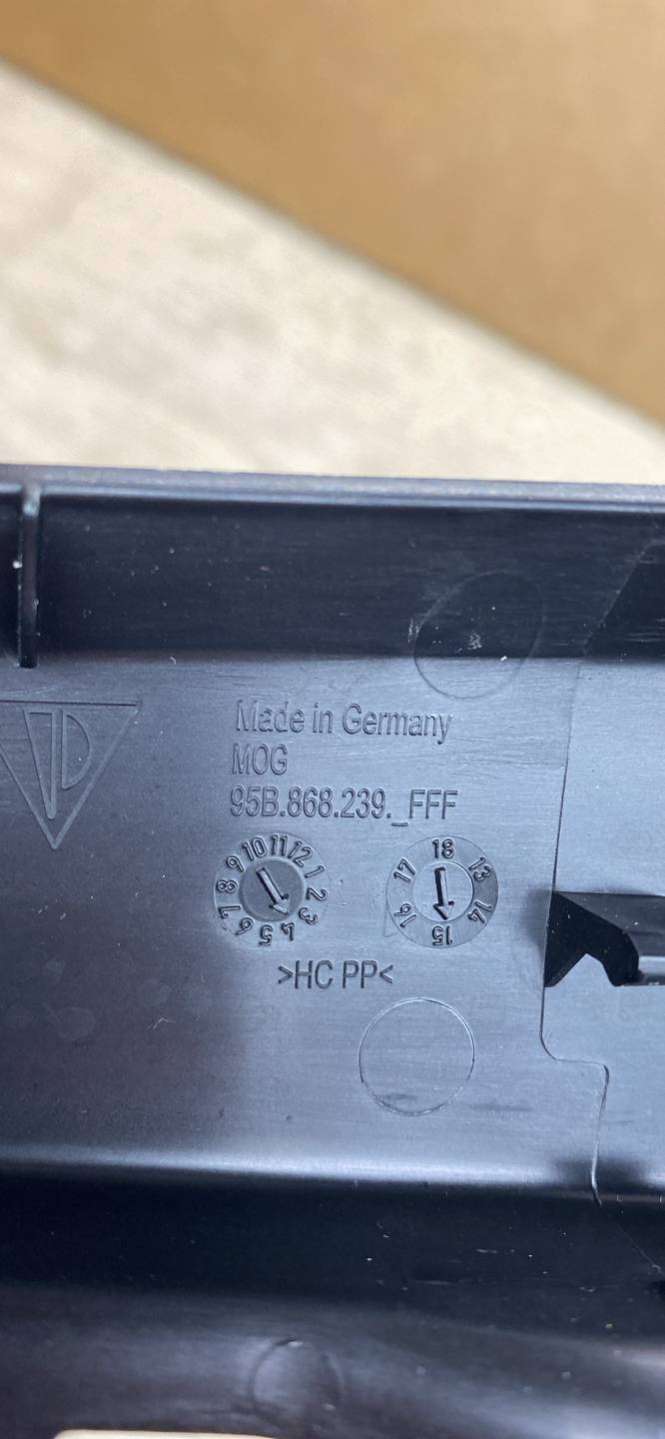 Made in Germany
MOG
95B.868.239._FFF
10 11 12 1 2 3 4 5 6 7 8 9
18 13 14 15 16 17
>HC PP<